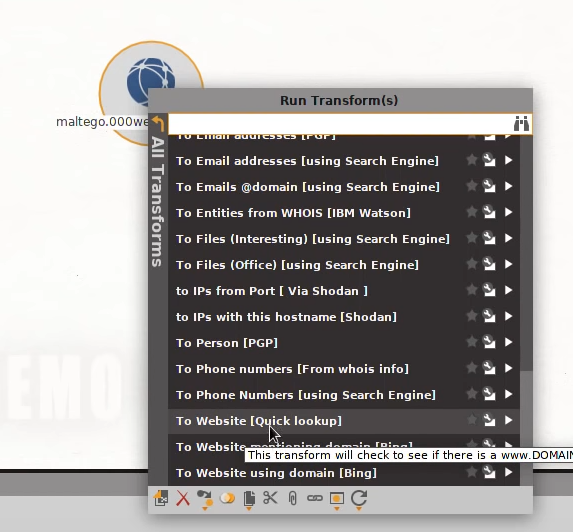 Run Transform(s)
maltego.000we
All Transforms
To Email addresses [PGP]
To Email addresses [using Search Engine]
To Emails @domain [using Search Engine]
To Entities from WHOIS [IBM Watson]
To Files (Interesting) [using Search Engine]
To Files (Office) [using Search Engine]
to IPs from Port [ Via Shodan ]
to IPs with this hostname [Shodan]
To Person [PGP]
To Phone numbers [From whois info]
To Phone Numbers [using Search Engine]
To Website [Quick lookup]
To Website mentioning domain [Bing]
This transform will check to see if there is a www.DOMAIN
To Website using domain [Bing]
EMO